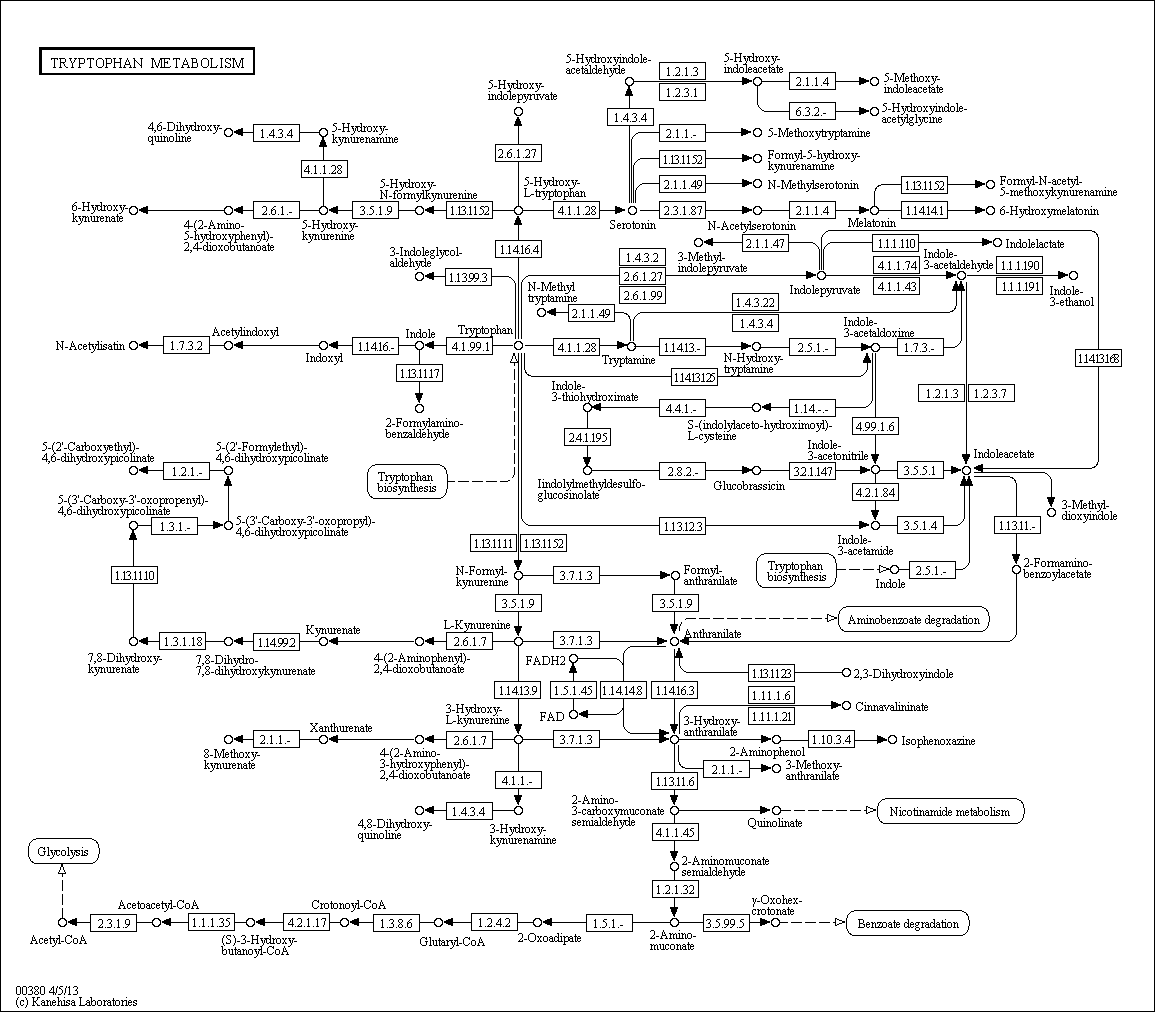 TRYPTOPHAN METABOLISM
5-Hydroxyindole-
acetaldehyde
1.2.1.3
1.2.3.1
5-Hydroxy-
indoleacetate
2.1.1.4
5-Methoxy-
indoleacetate
6.3.2.-
5-Hydroxyindole-
acetylglycine
5-Hydroxy-
indolepyruvate
1.4.3.4
4,6-Dihydroxy-
quinoline
1.4.3.4
5-Hydroxy-
kynurenamine
2.1.1.-
5-Methoxytryptamine
2.6.1.27
1.13.11.52
Formyl-5-hydroxy-
kynurenamine
4.1.1.28
5-Hydroxy-
N-formylkynurenine
5-Hydroxy-
L-tryptophan
2.1.1.49
N-Methylserotonin
1.13.11.52
Formyl-N-acetyl-
5-methoxykynurenamine
6-Hydroxy-
kynurenate
2.6.1.-
3.5.1.9
1.13.11.52
4.1.1.28
2.3.1.87
2.1.1.4
1.14.14.1
6-Hydroxymelatonin
4-(2-Amino-
5-hydroxyphenyl)-
2,4-dioxobutanoate
5-Hydroxy-
kynurenine
Serotonin
N-Acetylserotonin
Melatonin
1.14.16.4
3-Indoleglycol-
aldehyde
1.13.99.3
1.4.3.2
2.6.1.27
2.6.1.99
2.1.1.47
3-Methyl-
indolepyruvate
1.1.1.110
Indolelactate
Indole-
3-acetaldehyde
4.1.1.74
4.1.1.43
1.1.1.190
1.1.1.191
Indolepyruvate
Indole-
3-ethanol
N-Methyl
tryptamine
2.1.1.49
1.4.3.22
1.4.3.4
Indole-
3-acetaldoxime
N-Acetylisatin
1.7.3.2
Acetylindoxyl
Indoxyl
1.14.16.-
Indole
4.1.99.1
Tryptophan
4.1.1.28
Tryptamine
1.14.13.-
N-Hydroxy-
tryptamine
2.5.1.-
1.7.3.-
1.14.13.168
1.13.11.17
1.14.13.125
2-Formylamino-
benzaldehyde
Indole-
3-thiohydroximate
4.4.1.-
1.14.-.-
S-(indolylaceto-hydroximoyl)-
L-cysteine
1.2.1.3
1.2.3.7
2.4.1.195
4.99.1.6
5-(2'-Carboxyethyl)-
4,6-dihydroxypicolinate
5-(2'-Formylethyl)-
4,6-dihydroxypicolinate
1.2.1.-
Tryptophan
biosynthesis
Indole-
3-acetonitrile
Indoleacetate
2.8.2.-
3.2.1.147
3.5.5.1
Iindolylmethyldesulfo-
glucosinolate
Glucobrassicin
4.2.1.84
3-Methyl-
dioxyindole
5-(3'-Carboxy-3'-oxopropenyl)-
4,6-dihydroxypicolinate
1.3.1.-
5-(3'-Carboxy-3'-oxopropyl)-
4,6-dihydroxypicolinate
1.13.12.3
3.5.1.4
1.13.11.-
Indole-
3-acetamide
1.13.11.11
1.13.11.52
1.13.11.10
N-Formyl-
kynurenine
3.7.1.3
Formyl-
anthranilate
Tryptophan
biosynthesis
Indole
2.5.1.-
2-Formamino-
benzoylacetate
3.5.1.9
3.5.1.9
Aminobenzoate degradation
1.3.1.18
1.14.99.2
Kynurenate
2.6.1.7
L-Kynurenine
3.7.1.3
Anthranilate
7,8-Dihydroxy-
kynurenate
7,8-Dihydro-
7,8-dihydroxykynurenate
4-(2-Aminophenyl)-
2,4-dioxobutanoate
FADH2
1.13.11.23
2,3-Dihydroxyindole
1.14.13.9
1.5.1.45
1.14.14.8
1.14.16.3
1.11.1.6
1.11.1.21
Cinnavalininate
FAD
3-Hydroxy-
L-kynurenine
3-Hydroxy-
anthranilate
Xanthurenate
2.1.1.-
2.6.1.7
3.7.1.3
2-Aminophenol
1.10.3.4
Isophenoxazine
8-Methoxy-
kynurenate
4-(2-Amino-
3-hydroxyphenyl)-
2,4-dioxobutanoate
2.1.1.-
3-Methoxy-
anthranilate
4.1.1.-
1.13.11.6
1.4.3.4
4,8-Dihydroxy-
quinoline
3-Hydroxy-
kynurenamine
2-Amino-
3-carboxymuconate
semialdehyde
Quinolinate
Nicotinamide metabolism
4.1.1.45
Glycolysis
2-Aminomuconate
semialdehyde
1.2.1.32
Acetyl-CoA
2.3.1.9
Acetoacetyl-CoA
1.1.1.35
(S)-3-Hydroxy-
butanoyl-CoA
4.2.1.17
Crotonoyl-CoA
1.3.8.6
Glutaryl-CoA
1.2.4.2
2-Oxoadipate
1.5.1.-
2-Amino-
muconate
3.5.99.5
γ-Oxohex-
crotonate
Benzoate degradation
00380 4/5/13
(c) Kanehisa Laboratories